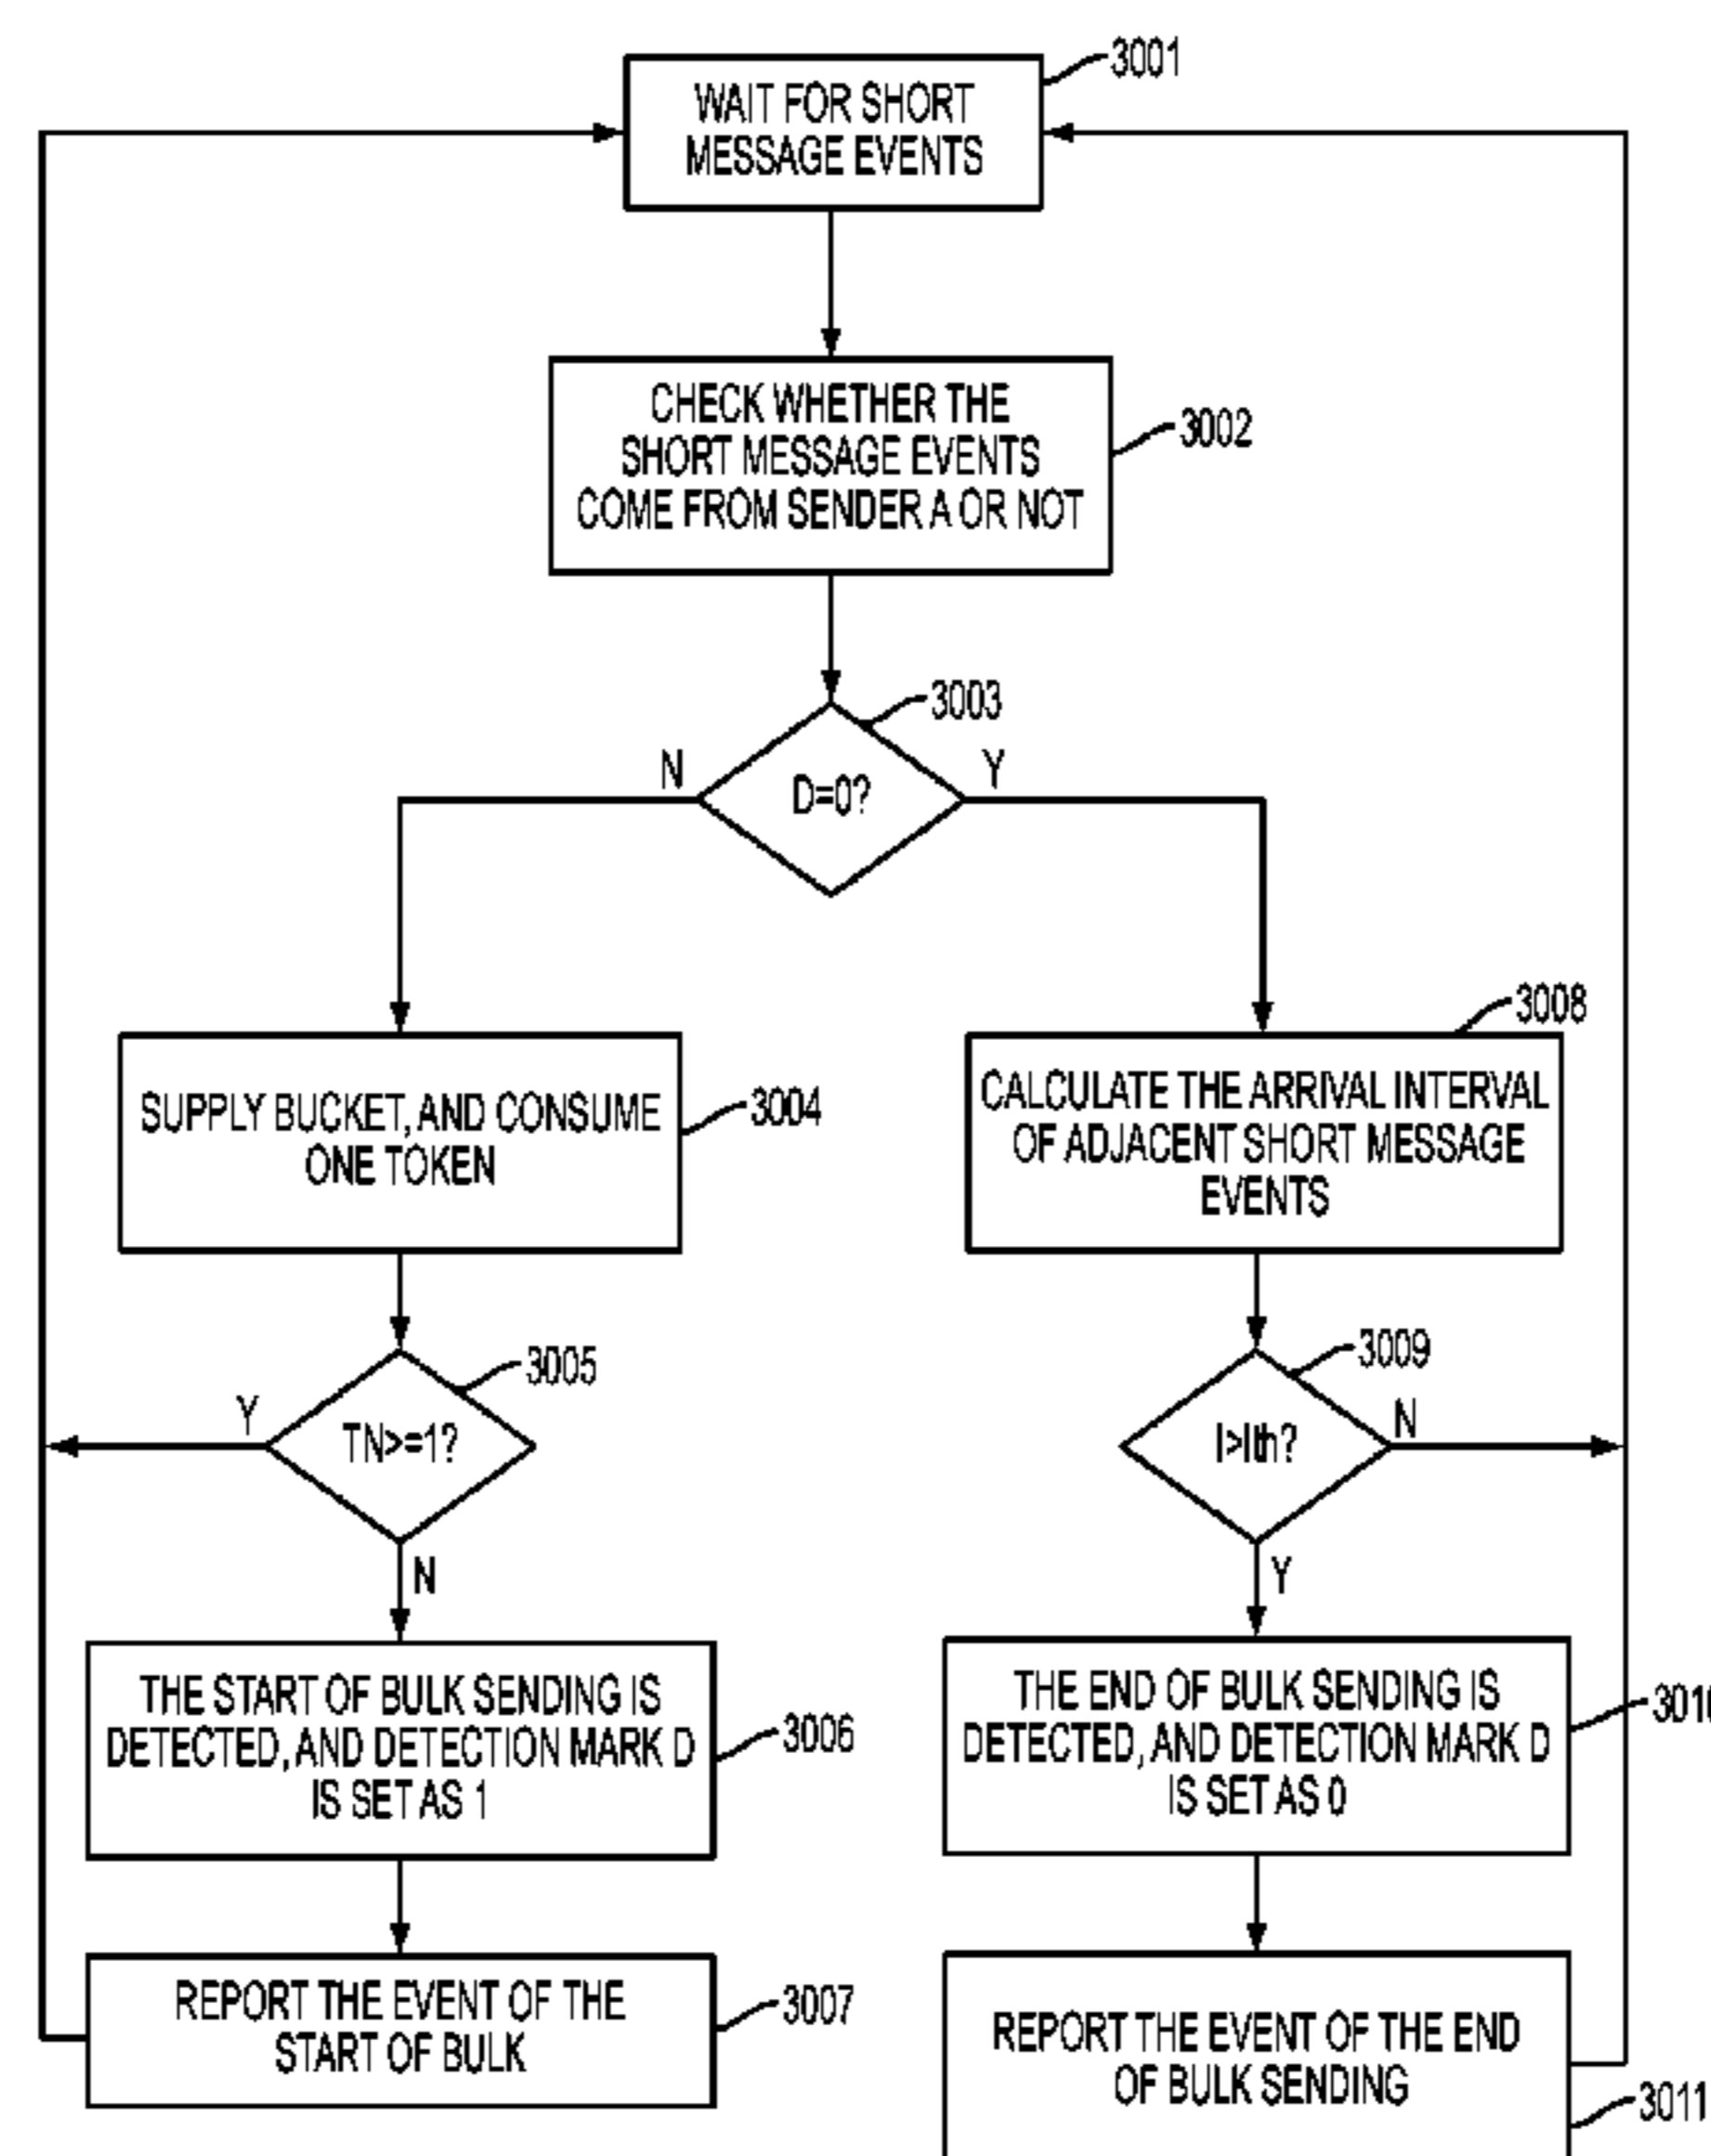 3001
WAIT FOR SHORT
MESSAGE EVENTS
CHECK WHETHER THE
SHORT MESSAGE EVENTS
COME FROM SENDER A OR NOT
3002
3003
N
D=0?
Y
3008
SUPPLY BUCKET, AND CONSUME
ONE TOKEN
3004
CALCULATE THE ARRIVAL INTERVAL
OF ADJACENT SHORT MESSAGE
EVENTS
3005
Y
TN>=1?
N
3009
I>Ith?
N
Y
THE START OF BULK SENDING IS
DETECTED, AND DETECTION MARK D
IS SET AS 1
3006
THE END OF BULK SENDING IS
DETECTED, AND DETECTION MARK D
IS SET AS 0
3010
REPORT THE EVENT OF THE
START OF BULK
3007
REPORT THE EVENT OF THE END
OF BULK SENDING
3011